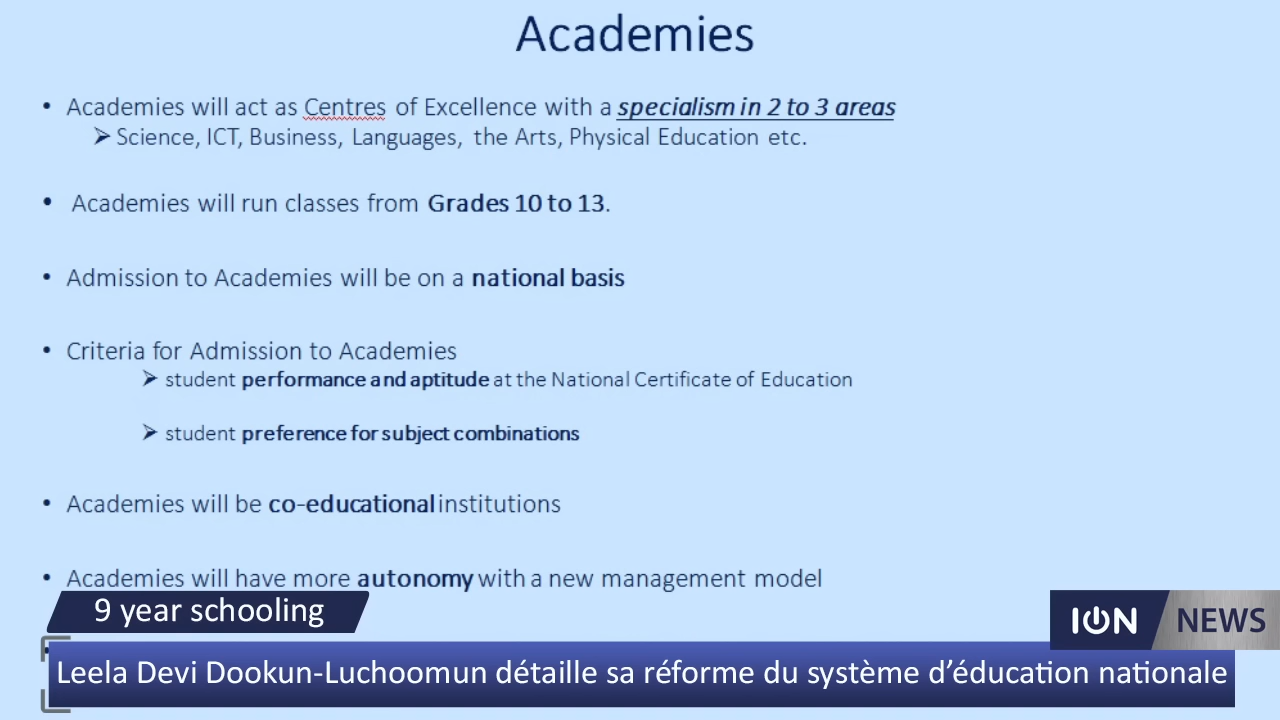 Academies
• Academies will act as Centres of Excellence with a specialism in 2 to 3 areas
➢ Science, ICT, Business, Languages, the Arts, Physical Education etc.
• Academies will run classes from Grades 10 to 13.
• Admission to Academies will be on a national basis
• Criteria for Admission to Academies
➢ student performance and aptitude at the National Certificate of Education
➢ student preference for subject combinations
• Academies will be co-educational institutions
• Academies will have more autonomy with a new management model
9 year schooling
ION NEWS
Leela Devi Dookun-Luchoomun détaille sa réforme du système d’éducation nationale